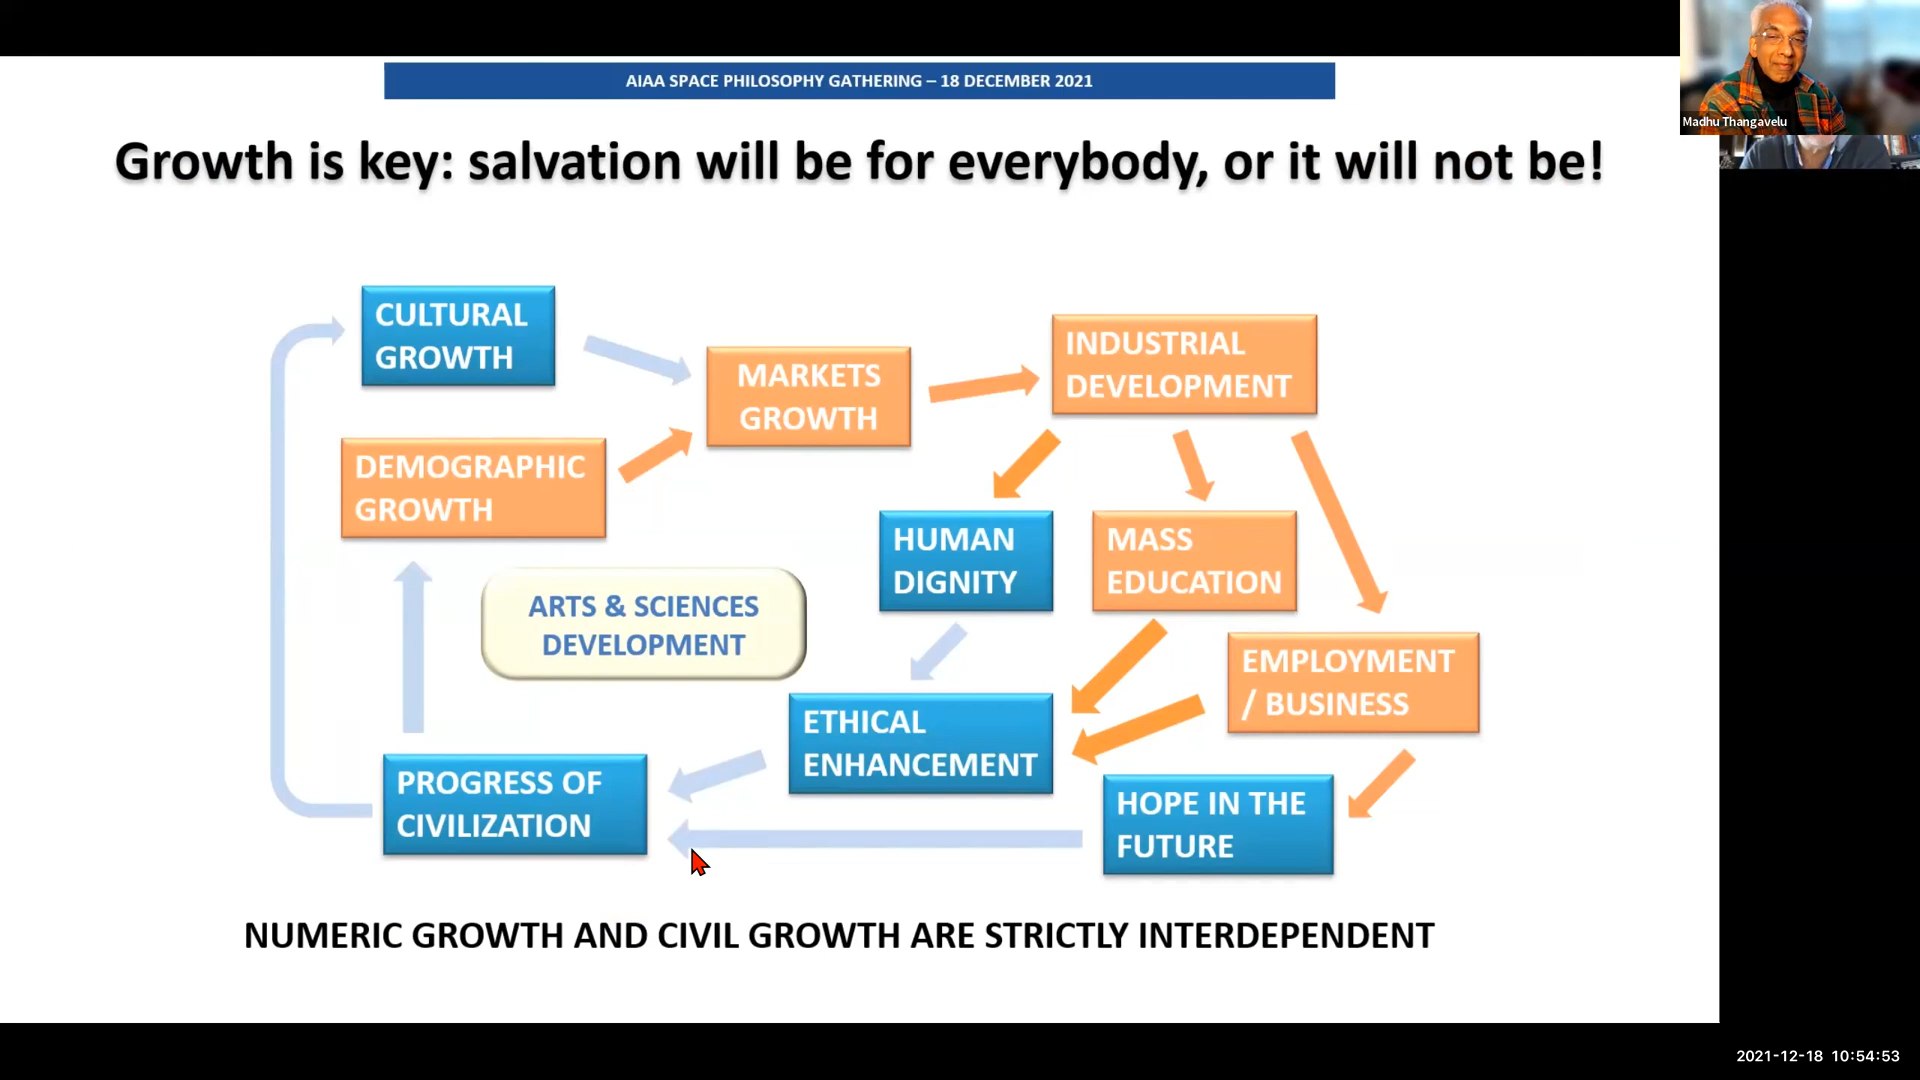 AIAA SPACE PHILOSOPHY GATHERING – 18 DECEMBER 2021
Madhu Thangavelu
Growth is key: salvation will be for everybody, or it will not be!
CULTURAL
GROWTH
MARKETS
GROWTH
INDUSTRIAL
DEVELOPMENT
DEMOGRAPHIC
GROWTH
HUMAN
DIGNITY
MASS
EDUCATION
ARTS & SCIENCES
DEVELOPMENT
EMPLOYMENT
/ BUSINESS
ETHICAL
ENHANCEMENT
PROGRESS OF
CIVILIZATION
HOPE IN THE
FUTURE
NUMERIC GROWTH AND CIVIL GROWTH ARE STRICTLY INTERDEPENDENT
2021-12-18 10:54:53